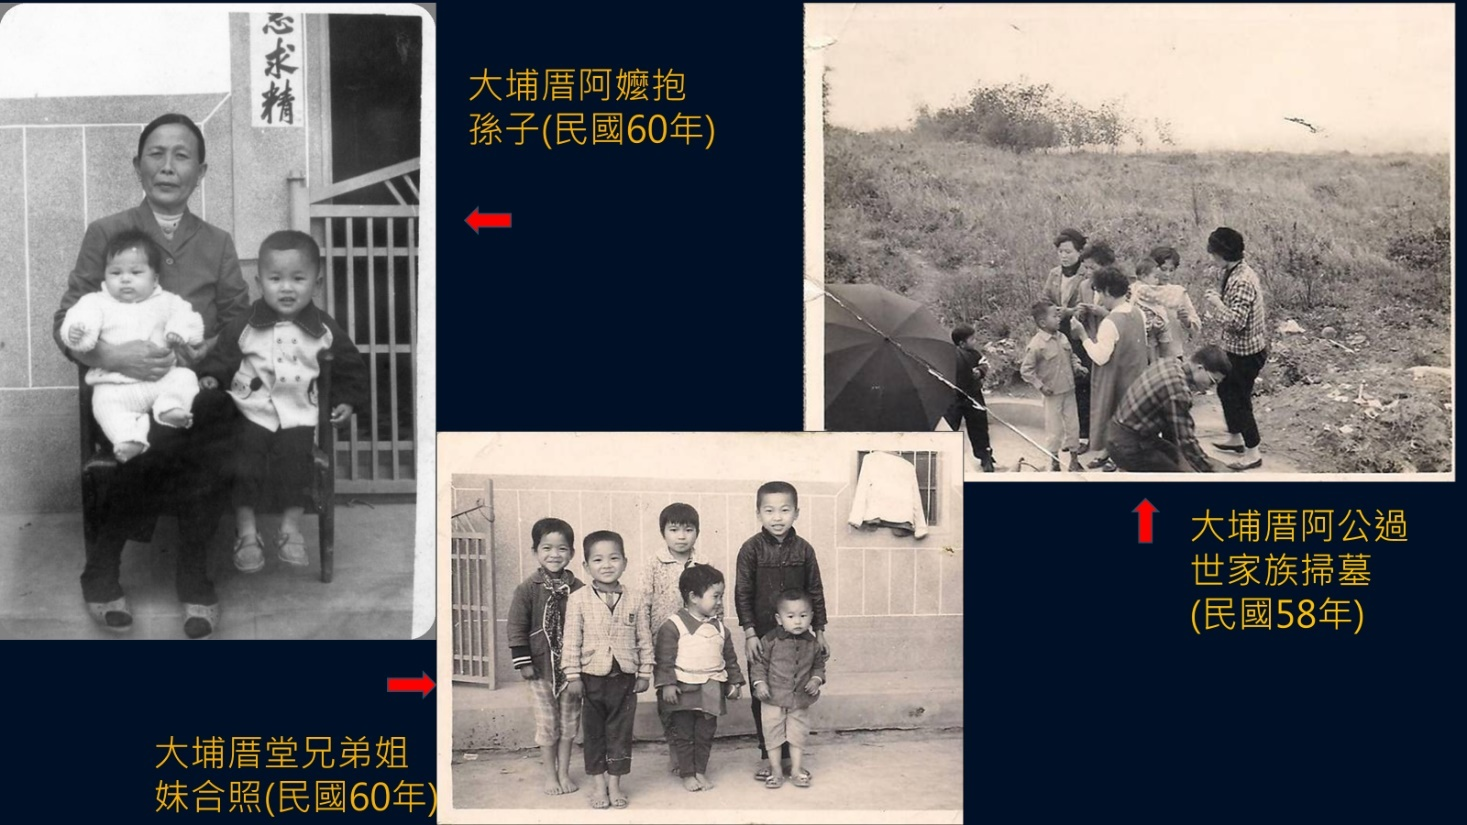 求
精
大埔厝阿嬤抱
孫子(民國60年)
大埔厝阿公過
世家族掃墓
(民國58年)
大埔厝堂兄弟姐
妹合照(民國60年)